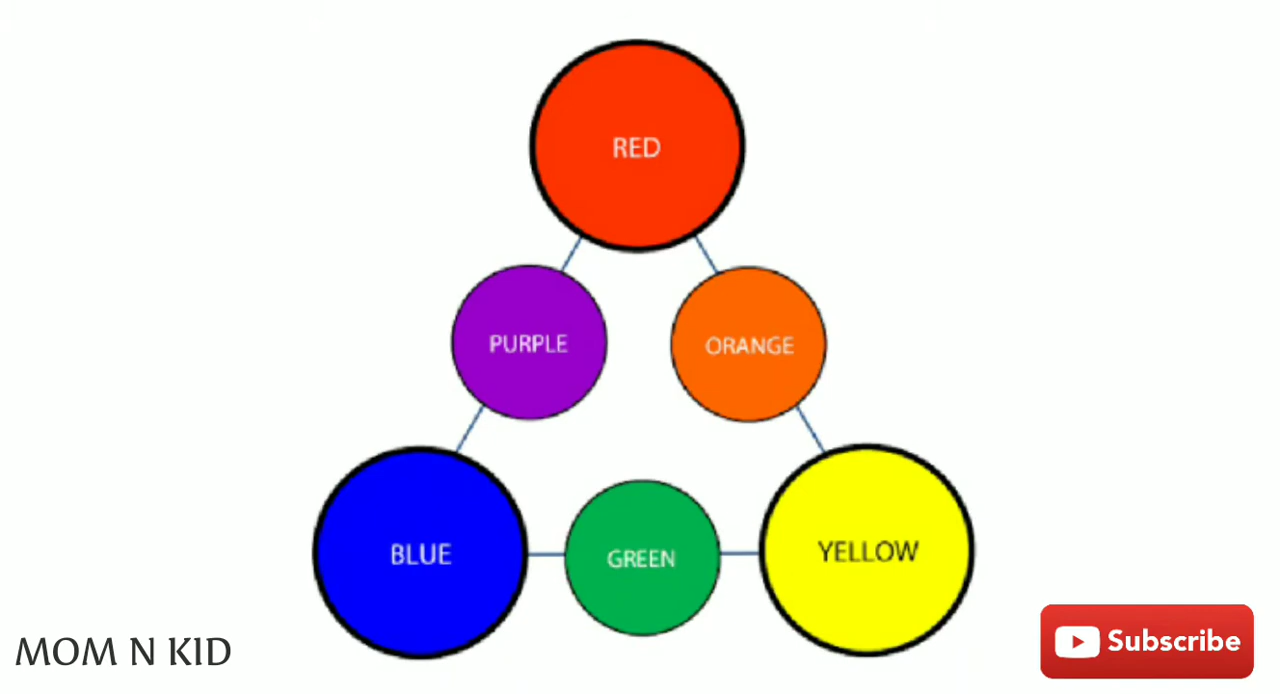 RED
PURPLE
ORANGE
BLUE
GREEN
YELLOW
MOM N KID
Subscribe